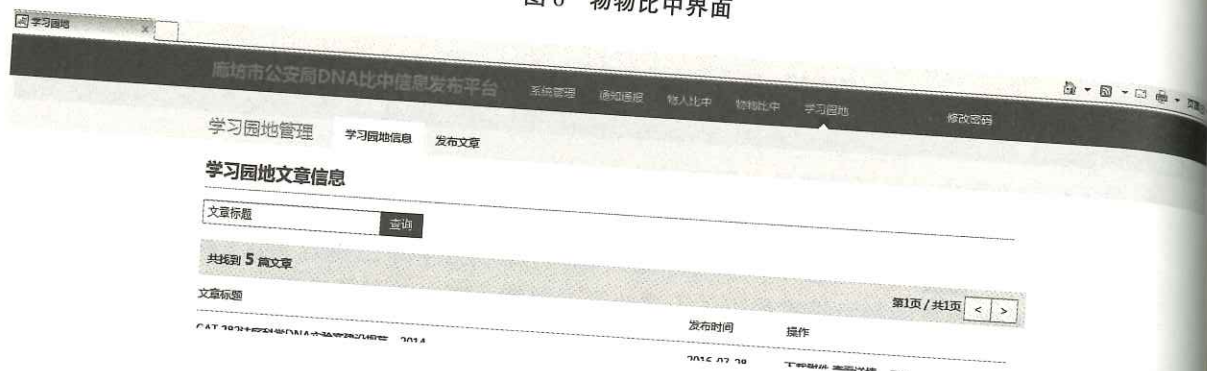 图 6 物物比中界面
学习园地
廊坊市公安局DNA比中信息发布平台 系统管理 通知通报 物人比中 物物比中 学习园地 修改密码
学习园地管理 学习园地信息 发布文章
学习园地文章信息
文章标题 查询
共找到 5 篇文章 第1页/共1页 < >
文章标题 发布时间 操作
2014